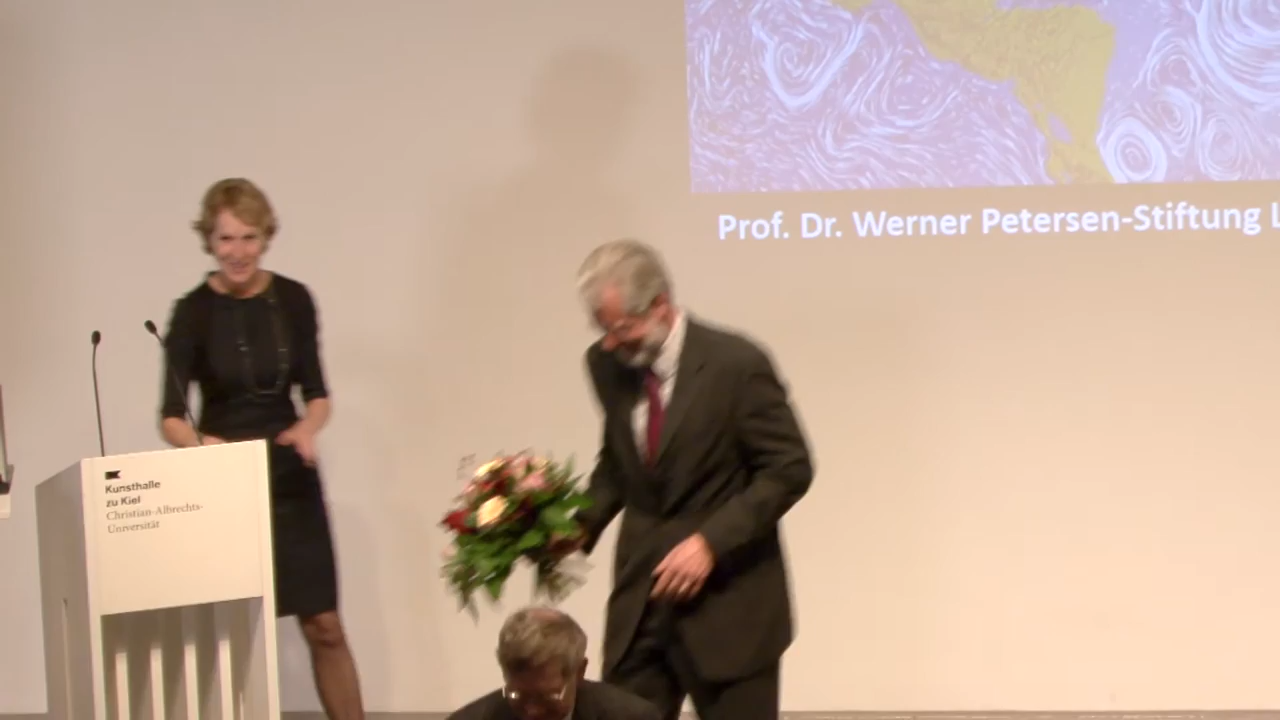 Prof. Dr. Werner Petersen-Stiftung
Kunsthalle
zu Kiel
Christian-Albrechts-
Universität